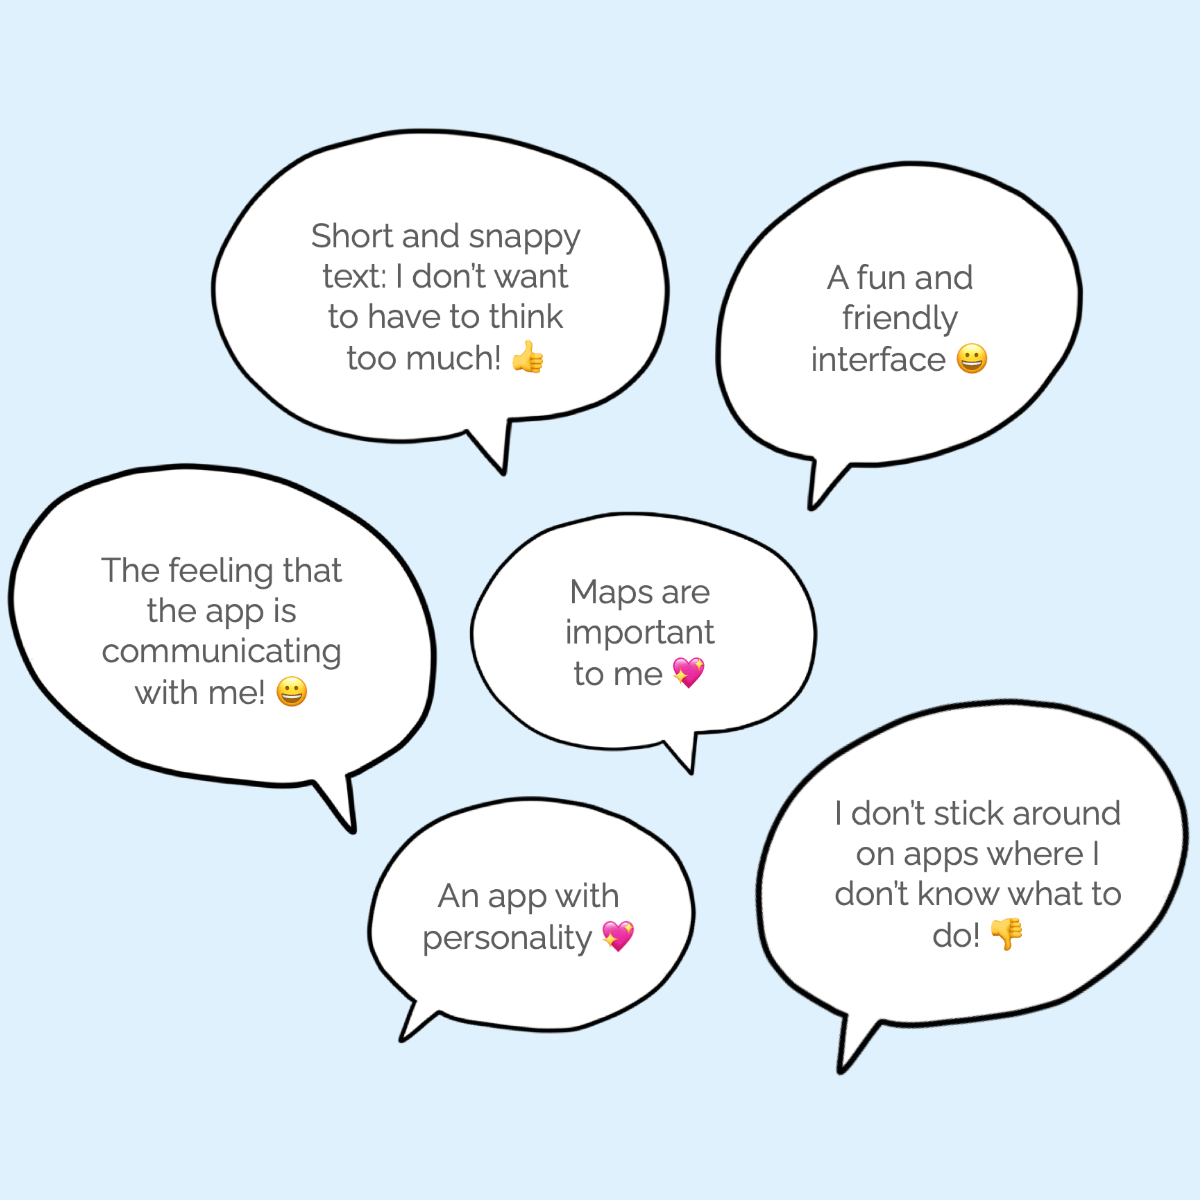 Short and snappy
text: I don’t want
to have to think
too much! 👍
A fun and
friendly
interface 😀
The feeling that
the app is
communicating
with me! 😀
Maps are
important
to me 💖
An app with
personality 💖
I don’t stick around
on apps where I
don’t know what to
do! 👎